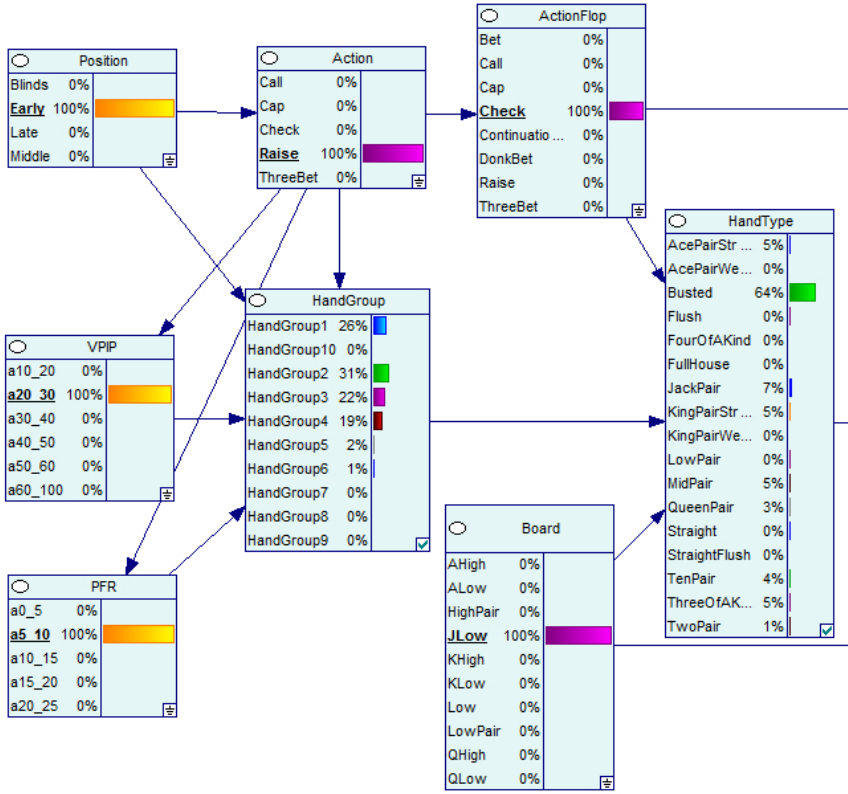 Position
Blinds 0%
Early 100%
Late 0%
Middle 0%
Action
Call 0%
Cap 0%
Check 0%
Raise 100%
ThreeBet 0%
ActionFlop
Bet 0%
Call 0%
Cap 0%
Check 100%
Continuatio ... 0%
DonkBet 0%
Raise 0%
ThreeBet 0%
HandType
AcePairStr ... 5%
AcePairWe... 0%
Busted 64%
Flush 0%
FourOfAKind 0%
FullHouse 0%
JackPair 7%
KingPairStr ... 5%
KingPairWe... 0%
LowPair 0%
MidPair 5%
QueenPair 3%
Straight 0%
StraightFlush 0%
TenPair 4%
ThreeOfAK... 5%
TwoPair 1%
HandGroup
HandGroup1 26%
HandGroup10 0%
HandGroup2 31%
HandGroup3 22%
HandGroup4 19%
HandGroup5 2%
HandGroup6 1%
HandGroup7 0%
HandGroup8 0%
HandGroup9 0%
VPIP
a10_20 0%
a20_30 100%
a30_40 0%
a40_50 0%
a50_60 0%
a60_100 0%
Board
AHigh 0%
ALow 0%
HighPair 0%
JLow 100%
KHigh 0%
KLow 0%
Low 0%
LowPair 0%
QHigh 0%
QLow 0%
PFR
a0_5 0%
a5_10 100%
a10_15 0%
a15_20 0%
a20_25 0%